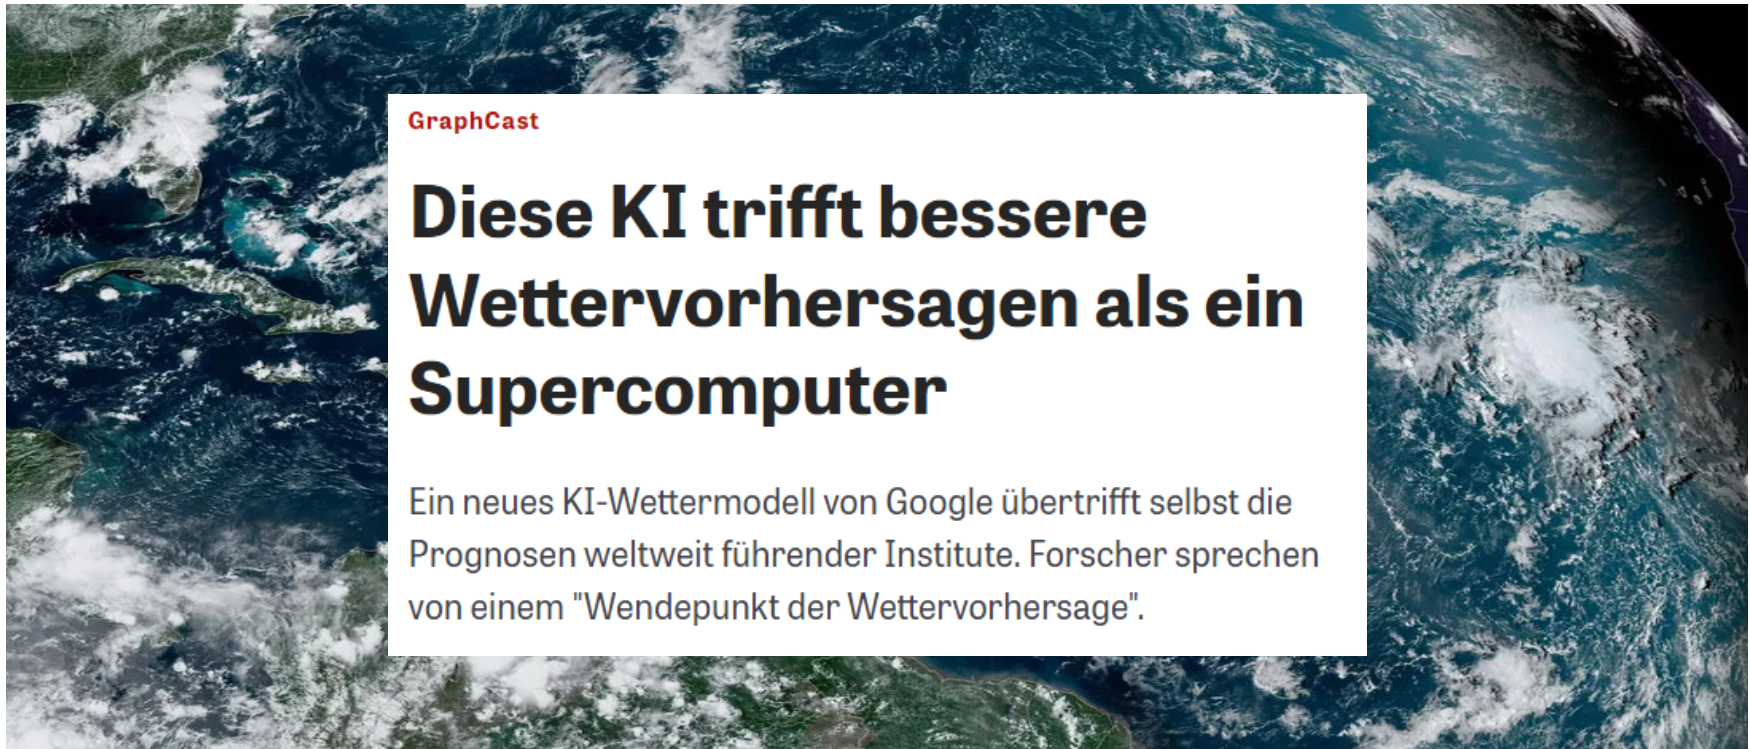 GraphCast
Diese KI trifft bessere
Wettervorhersagen als ein
Supercomputer
Ein neues KI-Wettermodell von Google übertrifft selbst die
Prognosen weltweit führender Institute. Forscher sprechen
von einem "Wendepunkt der Wettervorhersage".